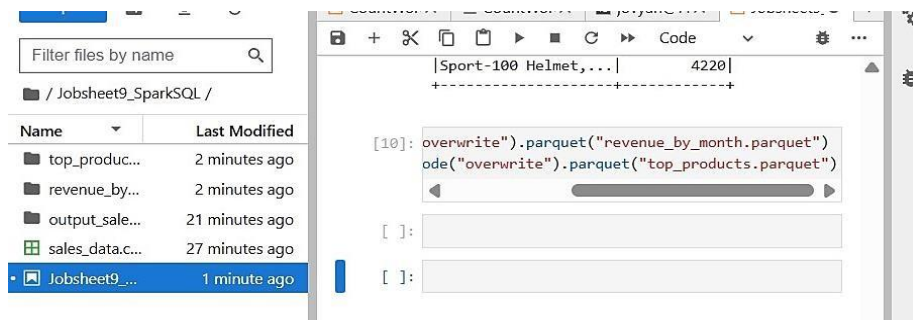 Filter files by name
/ Jobsheet9_SparkSQL /
Name Last Modified
top_produc... 2 minutes ago
revenue_by... 2 minutes ago
output_sale... 21 minutes ago
sales_data.c... 27 minutes ago
Jobsheet9_... 1 minute ago
Code
|Sport-100 Helmet,...| 4220|
+--------------------+------------+
[10]: overwrite").parquet("revenue_by_month.parquet")
ode("overwrite").parquet("top_products.parquet")
[ ]:
[ ]: